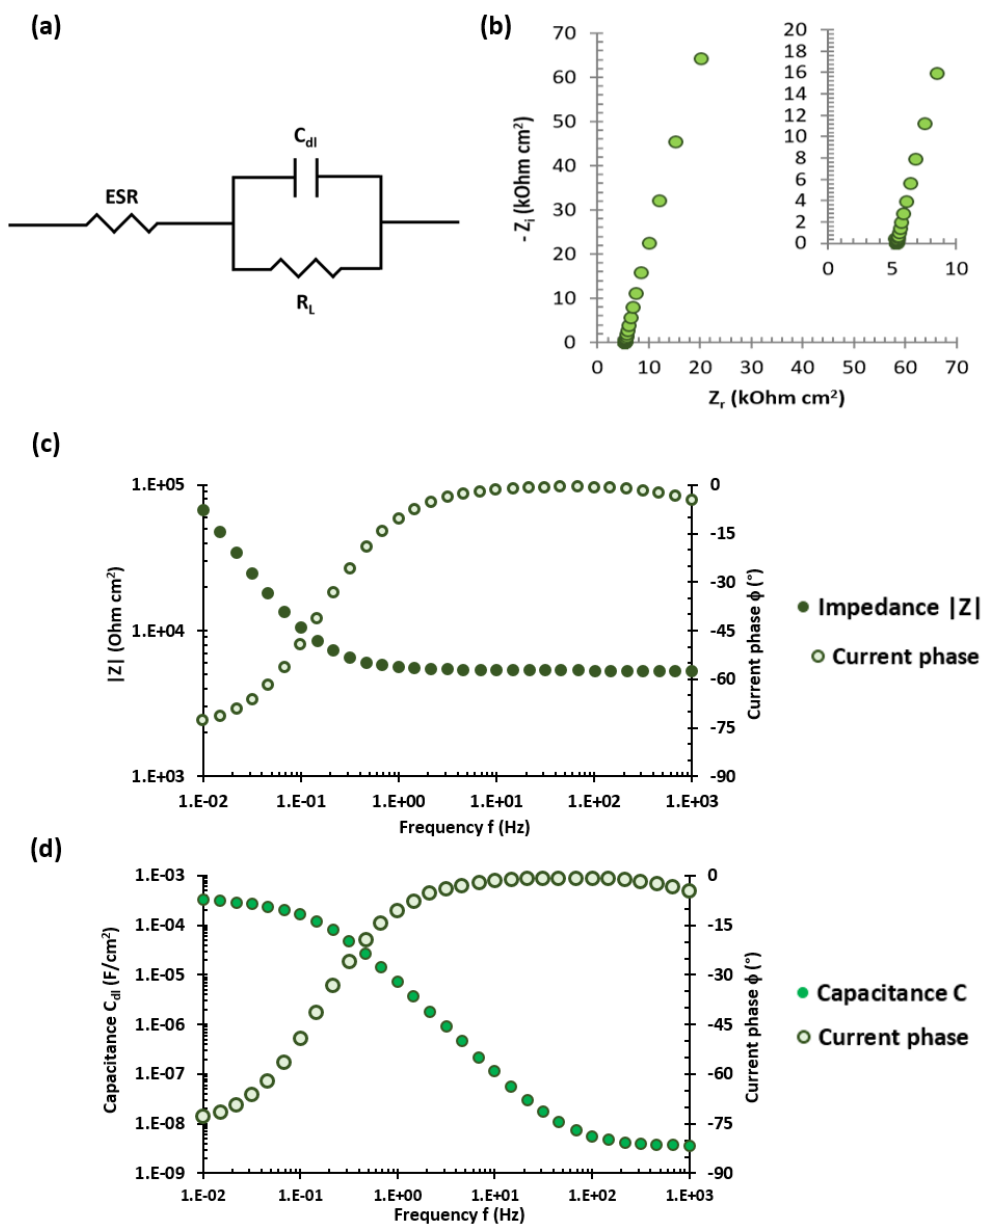 (a)
ESR
C_dl
R_L
(b)
70
60
50
40
30
20
10
0
- Z_i (kOhm cm²)
0 10 20 30 40 50 60 70
Z_r (kOhm cm²)
20
18
16
14
12
10
8
6
4
2
0
0 5 10
(c)
1.E+05
1.E+04
1.E+03
|Z| (Ohm cm²)
0
-15
-30
-45
-60
-75
-90
Current phase ϕ (°)
1.E-02 1.E-01 1.E+00 1.E+01 1.E+02 1.E+03
Frequency f (Hz)
Impedance |Z|
Current phase
(d)
1.E-03
1.E-04
1.E-05
1.E-06
1.E-07
1.E-08
1.E-09
Capacitance C_dl (F/cm²)
0
-15
-30
-45
-60
-75
-90
Current phase ϕ (°)
1.E-02 1.E-01 1.E+00 1.E+01 1.E+02 1.E+03
Frequency f (Hz)
Capacitance C
Current phase